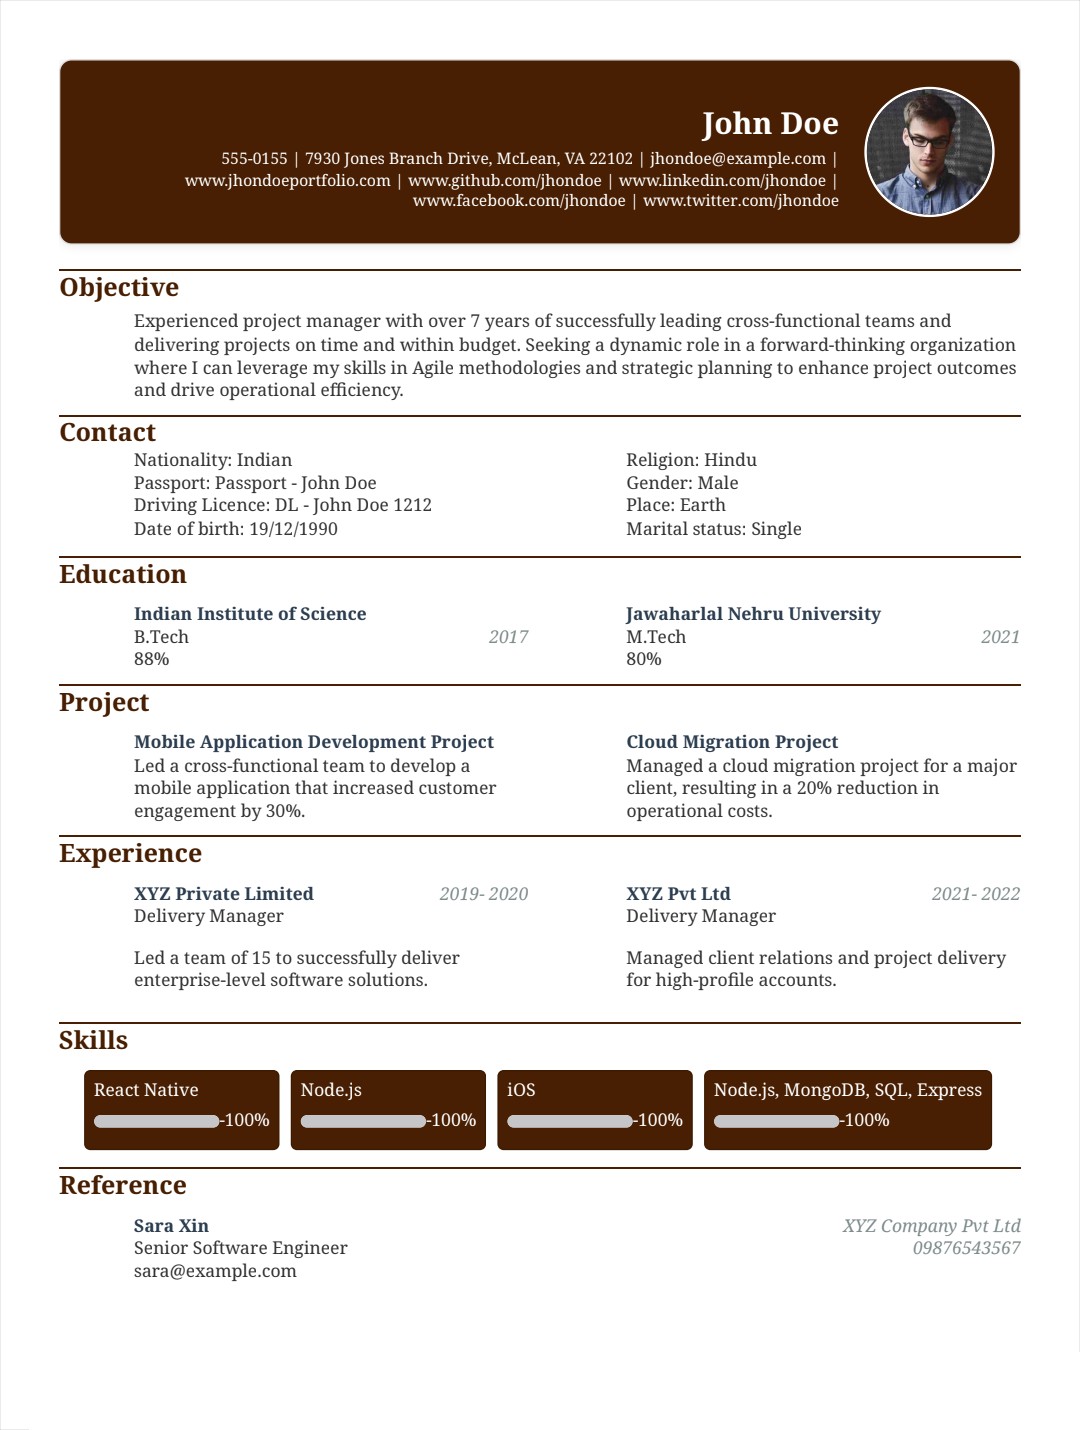 John Doe
555-0155 | 7930 Jones Branch Drive, McLean, VA 22102 | jhondoe@example.com |
www.jhondoeportfolio.com | www.github.com/jhondoe | www.linkedin.com/jhondoe |
www.facebook.com/jhondoe | www.twitter.com/jhondoe
Objective
Experienced project manager with over 7 years of successfully leading cross-functional teams and
delivering projects on time and within budget. Seeking a dynamic role in a forward-thinking organization
where I can leverage my skills in Agile methodologies and strategic planning to enhance project outcomes
and drive operational efficiency.
Contact
Nationality: Indian
Passport: Passport - John Doe
Driving Licence: DL - John Doe 1212
Date of birth: 19/12/1990
Religion: Hindu
Gender: Male
Place: Earth
Marital status: Single
Education
Indian Institute of Science
B.Tech 2017
88%
Jawaharlal Nehru University
M.Tech 2021
80%
Project
Mobile Application Development Project
Led a cross-functional team to develop a
mobile application that increased customer
engagement by 30%.
Cloud Migration Project
Managed a cloud migration project for a major
client, resulting in a 20% reduction in
operational costs.
Experience
XYZ Private Limited 2019- 2020
Delivery Manager
Led a team of 15 to successfully deliver
enterprise-level software solutions.
XYZ Pvt Ltd 2021- 2022
Delivery Manager
Managed client relations and project delivery
for high-profile accounts.
Skills
React Native
-100%
Node.js
-100%
iOS
-100%
Node.js, MongoDB, SQL, Express
-100%
Reference
Sara Xin XYZ Company Pvt Ltd
Senior Software Engineer 09876543567
sara@example.com